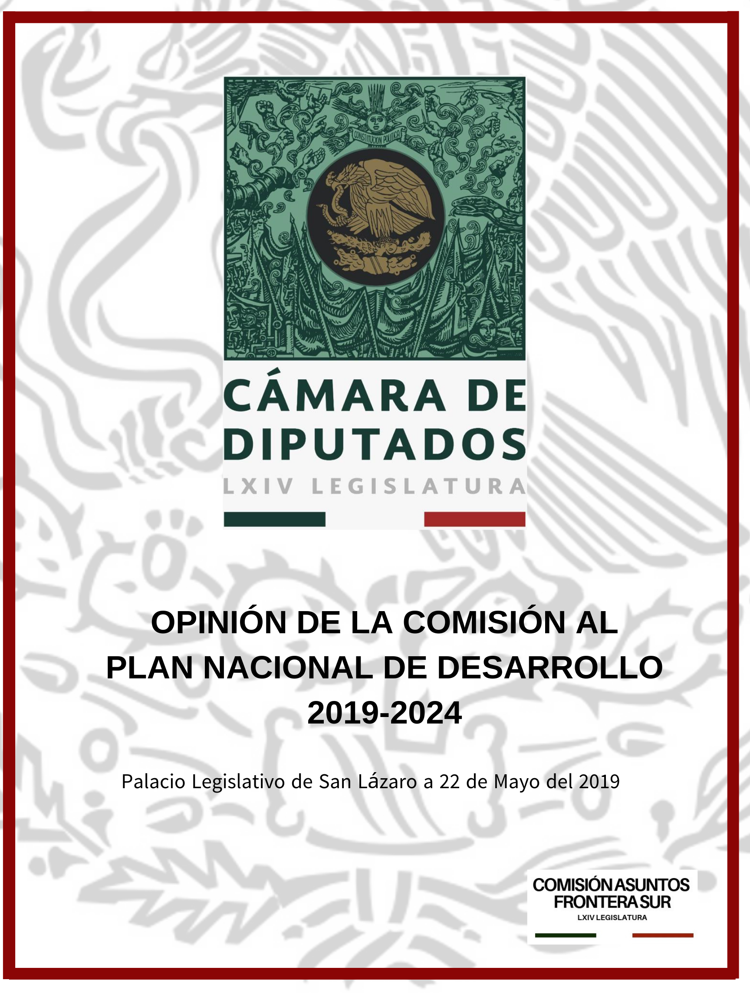 CONSTITUCION POLITICA
CÁMARA DE
DIPUTADOS
LXIV LEGISLATURA
OPINIÓN DE LA COMISIÓN AL
PLAN NACIONAL DE DESARROLLO
2019-2024
Palacio Legislativo de San Lázaro a 22 de Mayo del 2019
COMISIÓN ASUNTOS
FRONTERA SUR
LXIV LEGISLATURA